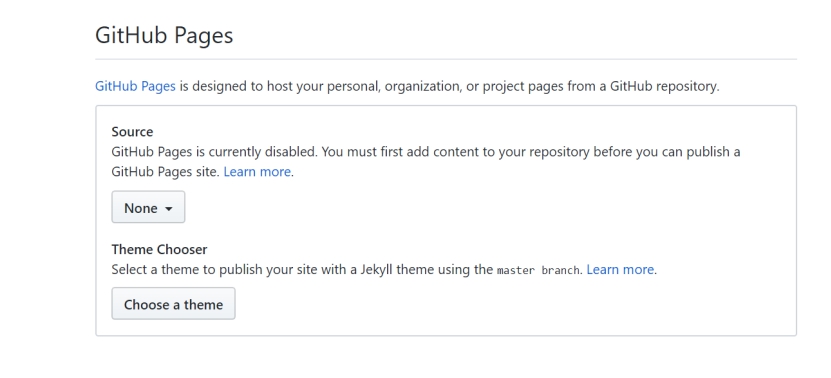 GitHub Pages
GitHub Pages is designed to host your personal, organization, or project pages from a GitHub repository.
Source
GitHub Pages is currently disabled. You must first add content to your repository before you can publish a
GitHub Pages site. Learn more.
None
Theme Chooser
Select a theme to publish your site with a Jekyll theme using the master branch. Learn more.
Choose a theme